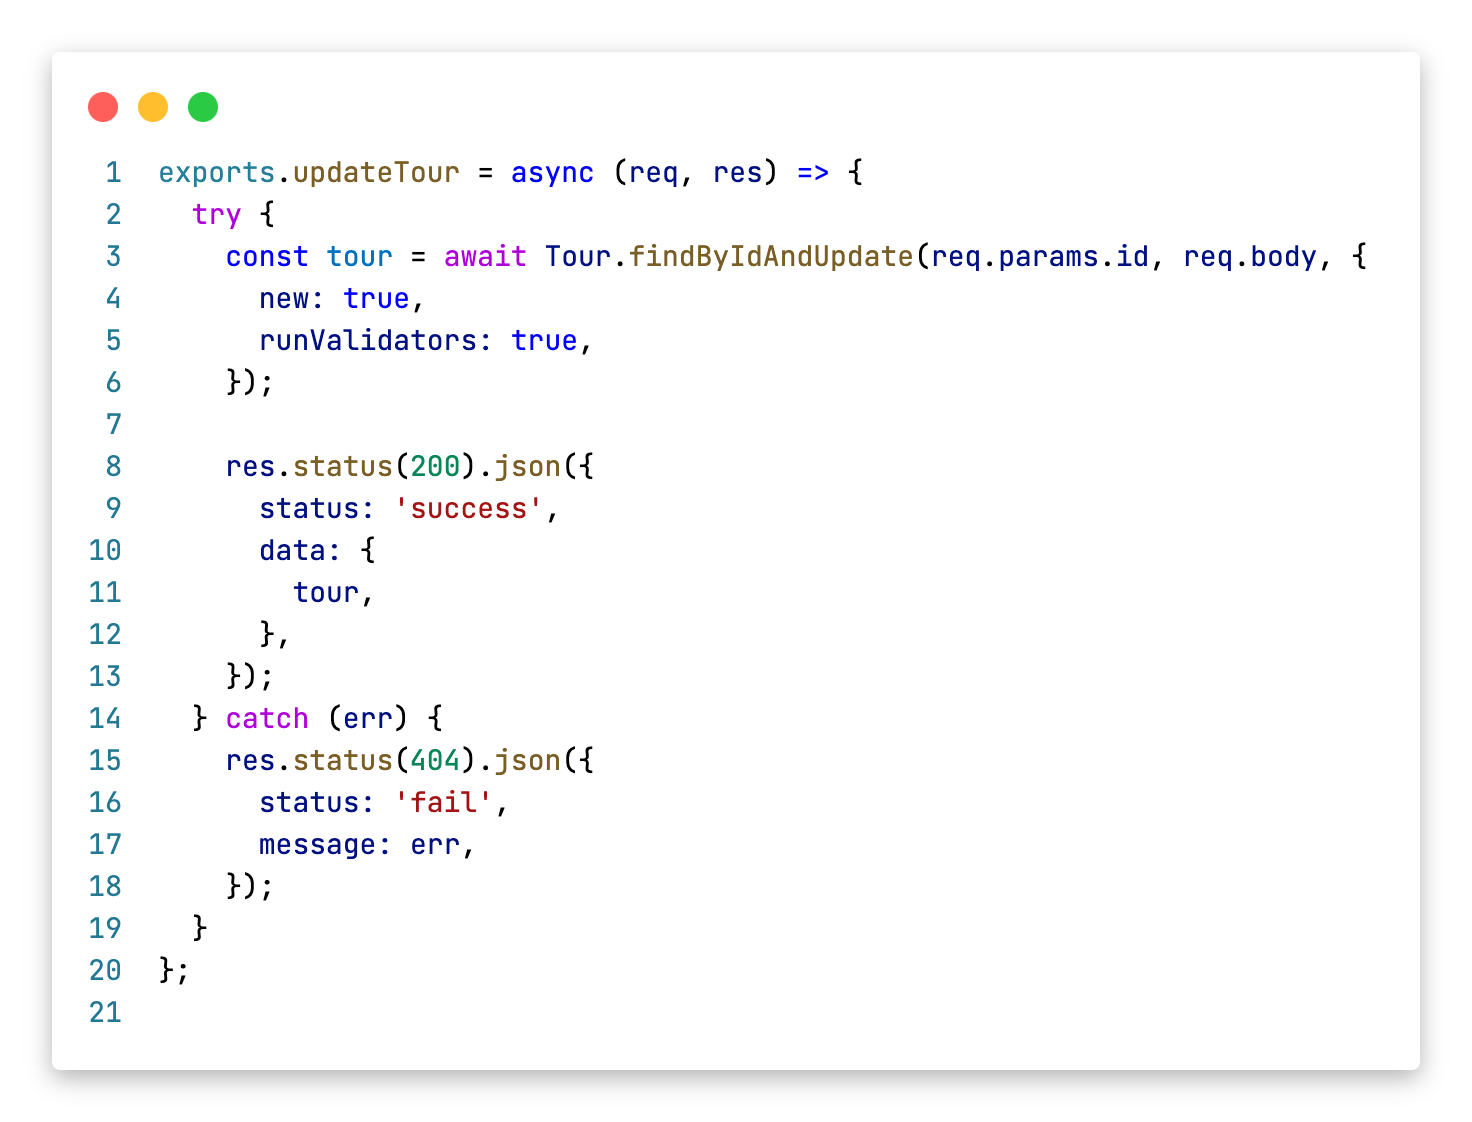 1 exports.updateTour = async (req, res) => {
2   try {
3     const tour = await Tour.findByIdAndUpdate(req.params.id, req.body, {
4       new: true,
5       runValidators: true,
6     });
7
8     res.status(200).json({
9       status: 'success',
10       data: {
11         tour,
12       },
13     });
14   } catch (err) {
15     res.status(404).json({
16       status: 'fail',
17       message: err,
18     });
19   }
20 };
21